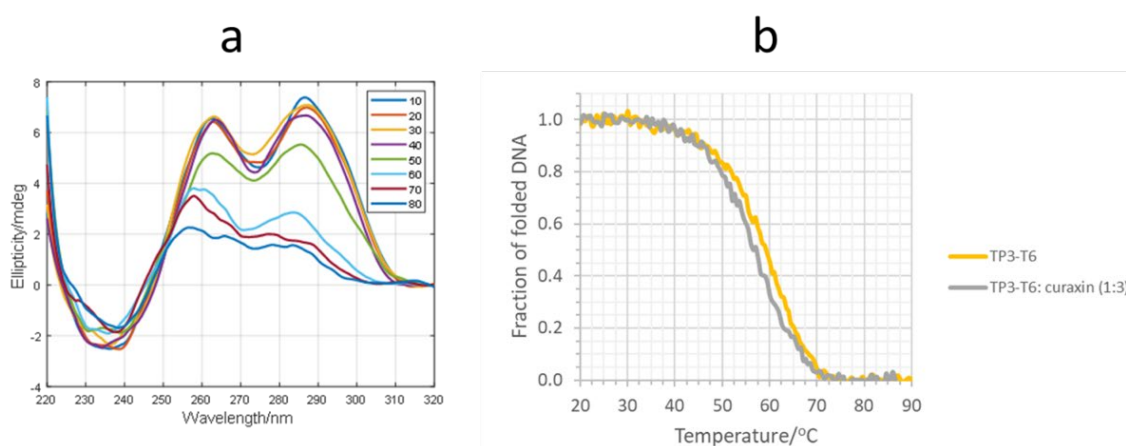 a
b
8
6
4
2
0
-2
-4
Ellipticity/mdeg
220 230 240 250 260 270 280 290 300 310 320
Wavelength/nm
10
20
30
40
50
60
70
80
1.0
0.8
0.6
0.4
0.2
0.0
Fraction of folded DNA
20 30 40 50 60 70 80 90
Temperature/°C
TP3-T6
TP3-T6: curaxin (1:3)